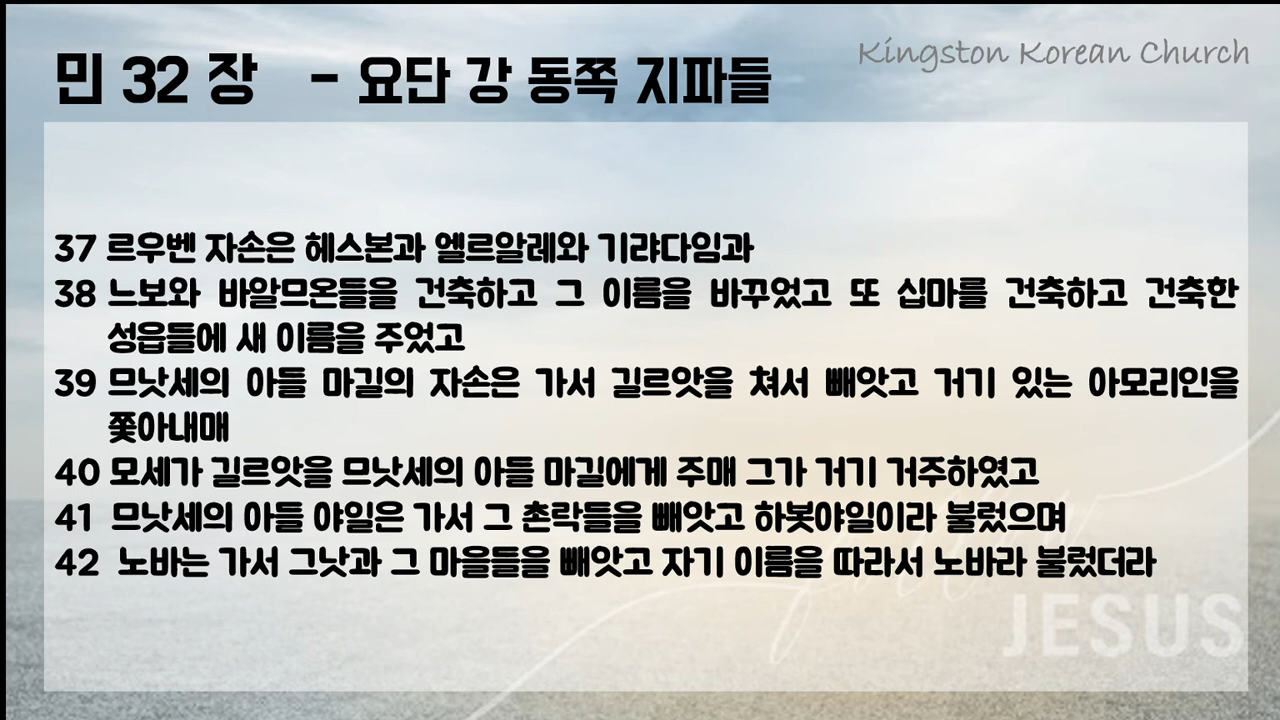 민 32 장 - 요단 강 동쪽 지파들
Kingston Korean Church
37 르우벤 자손은 헤스본과 엘르알레와 기랴다임과
38 느보와 바알므온들을 건축하고 그 이름을 바꾸었고 또 십마를 건축하고 건축한
성읍들에 새 이름을 주었고
39 므낫세의 아들 마길의 자손은 가서 길르앗을 쳐서 빼앗고 거기 있는 아모리인을
쫓아내매
40 모세가 길르앗을 므낫세의 아들 마길에게 주매 그가 거기 거주하였고
41 므낫세의 아들 야일은 가서 그 촌락들을 빼앗고 하봇야일이라 불렀으며
42 노바는 가서 그낫과 그 마을들을 빼앗고 자기 이름을 따라서 노바라 불렀더라
follow
JESUS